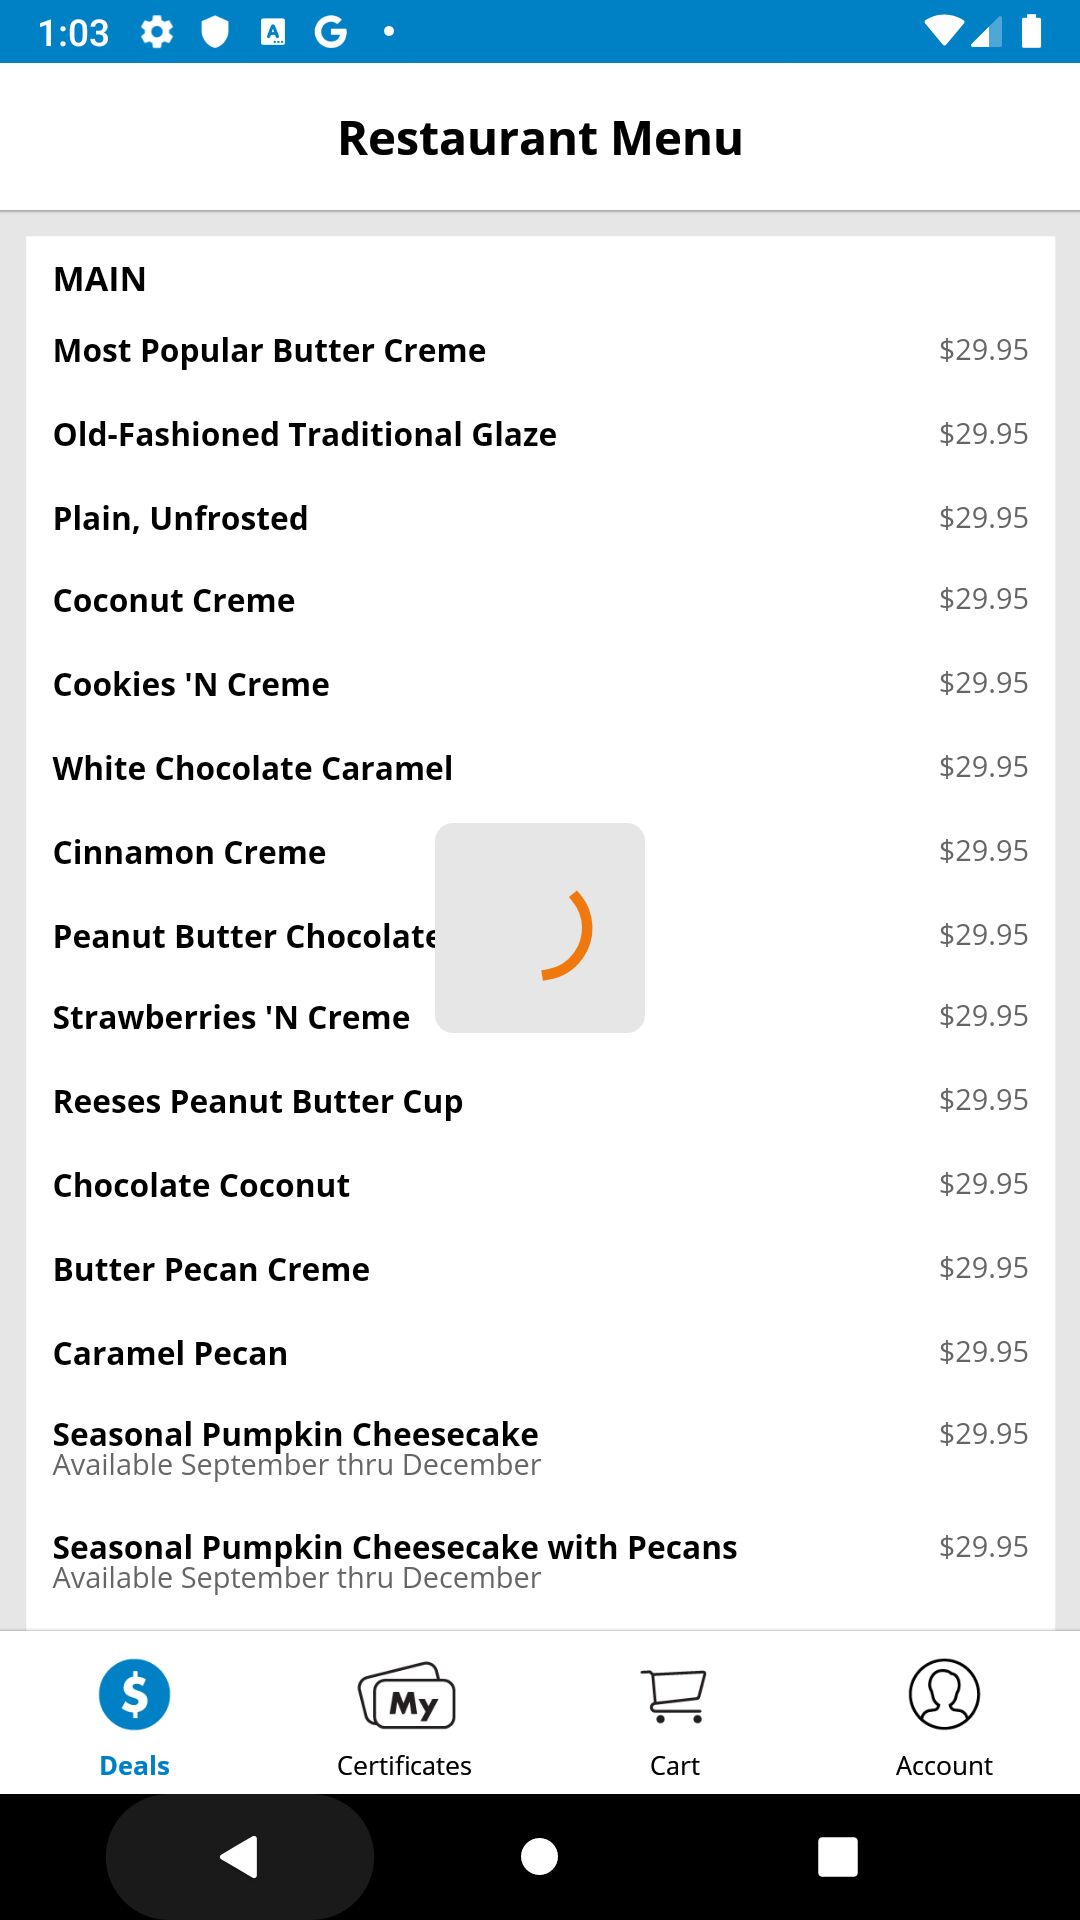 1:03
Restaurant Menu
MAIN
Most Popular Butter Creme $29.95
Old-Fashioned Traditional Glaze $29.95
Plain, Unfrosted $29.95
Coconut Creme $29.95
Cookies 'N Creme $29.95
White Chocolate Caramel $29.95
Cinnamon Creme $29.95
Peanut Butter Chocolate $29.95
Strawberries 'N Creme $29.95
Reeses Peanut Butter Cup $29.95
Chocolate Coconut $29.95
Butter Pecan Creme $29.95
Caramel Pecan $29.95
Seasonal Pumpkin Cheesecake $29.95
Available September thru December
Seasonal Pumpkin Cheesecake with Pecans $29.95
Available September thru December
My
Deals Certificates Cart Account